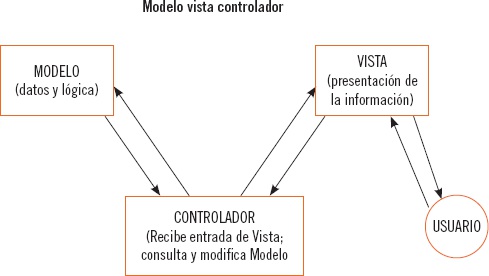 Modelo vista controlador
MODELO
(datos y lógica)
VISTA
(presentación de
la información)
CONTROLADOR
(Recibe entrada de Vista;
consulta y modifica Modelo
USUARIO